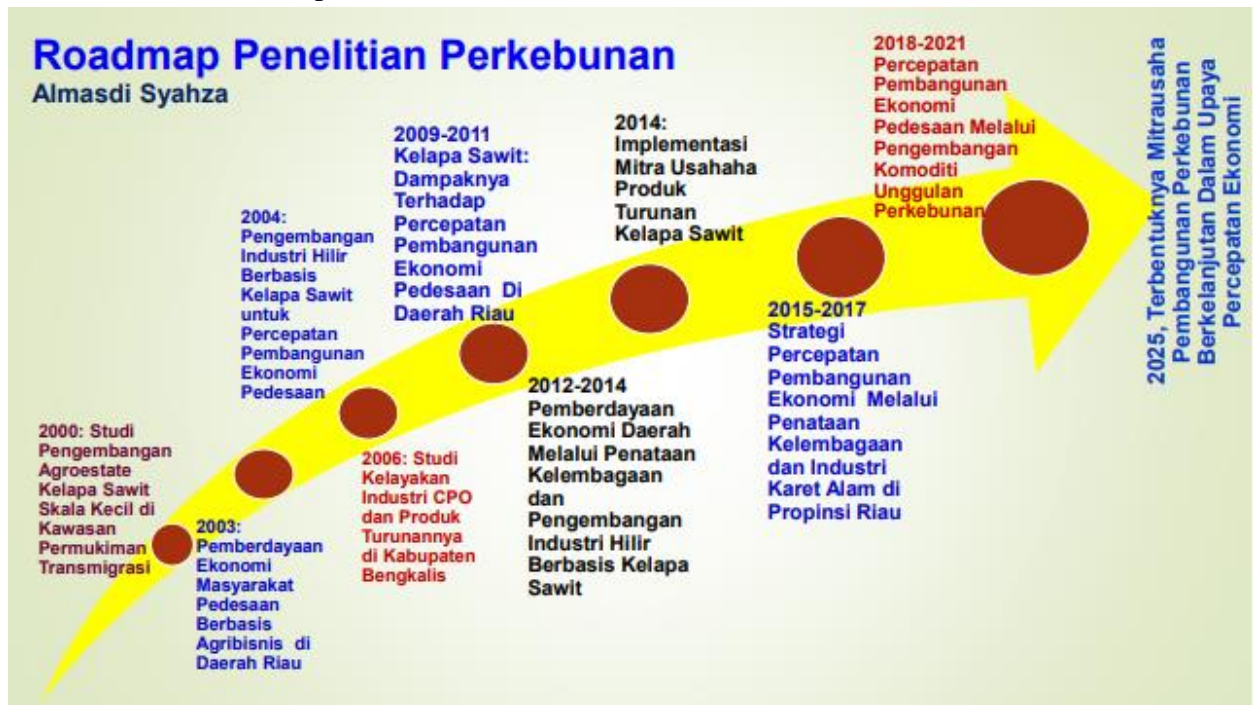 Roadmap Penelitian Perkebunan
Almasdi Syahza
2000: Studi
Pengembangan
Agroestate
Kelapa Sawit
Skala Kecil di
Kawasan
Permukiman
Transmigrasi
2003:
Pemberdayaan
Ekonomi
Masyarakat
Pedesaan
Berbasis
Agribisnis di
Daerah Riau
2004:
Pengembangan
Industri Hilir
Berbasis
Kelapa Sawit
untuk
Percepatan
Pembangunan
Ekonomi
Pedesaan
2006: Studi
Kelayakan
Industri CPO
dan Produk
Turunannya
di Kabupaten
Bengkalis
2009-2011
Kelapa Sawit:
Dampaknya
Terhadap
Percepatan
Pembangunan
Ekonomi
Pedesaan Di
Daerah Riau
2012-2014
Pemberdayaan
Ekonomi Daerah
Melalui Penataan
Kelembagaan
dan
Pengembangan
Industri Hilir
Berbasis Kelapa
Sawit
2014:
Implementasi
Mitra Usahaha
Produk
Turunan
Kelapa Sawit
2015-2017
Strategi
Percepatan
Pembangunan
Ekonomi Melalui
Penataan
Kelembagaan
dan Industri
Karet Alam di
Propinsi Riau
2018-2021
Percepatan
Pembangunan
Ekonomi
Pedesaan Melalui
Pengembangan
Komoditi
Unggulan
Perkebunan
2025, Terbentuknya Mitrausaha
Pembangunan Perkebunan
Berkelanjutan Dalam Upaya
Percepatan Ekonomi